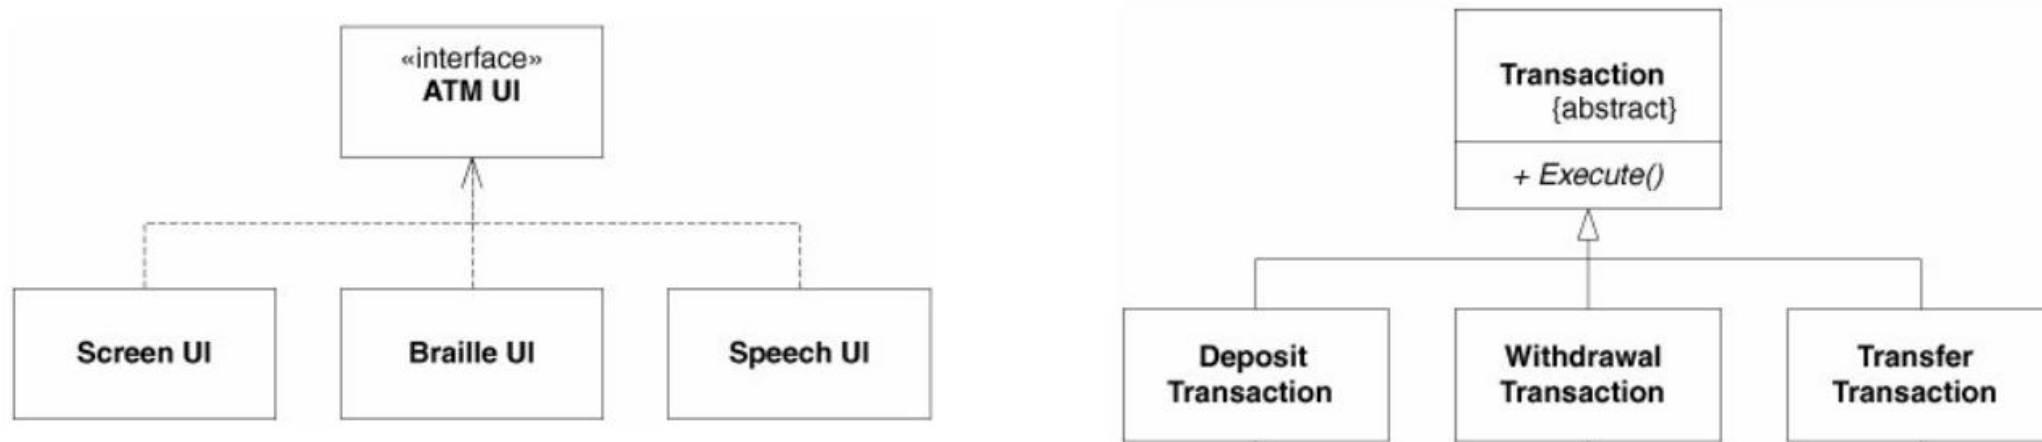 «interface»
ATM UI
Screen UI
Braille UI
Speech UI
Transaction
{abstract}
+ Execute()
Deposit
Transaction
Withdrawal
Transaction
Transfer
Transaction